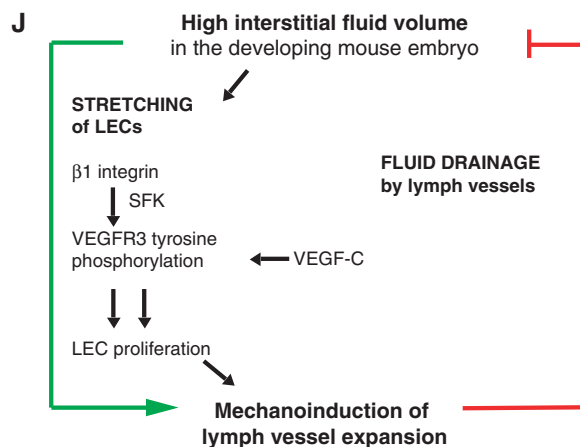 J
High interstitial fluid volume
in the developing mouse embryo
STRETCHING
of LECs
FLUID DRAINAGE
by lymph vessels
β1 integrin
SFK
VEGFR3 tyrosine
phosphorylation
VEGF-C
LEC proliferation
Mechanoinduction of
lymph vessel expansion